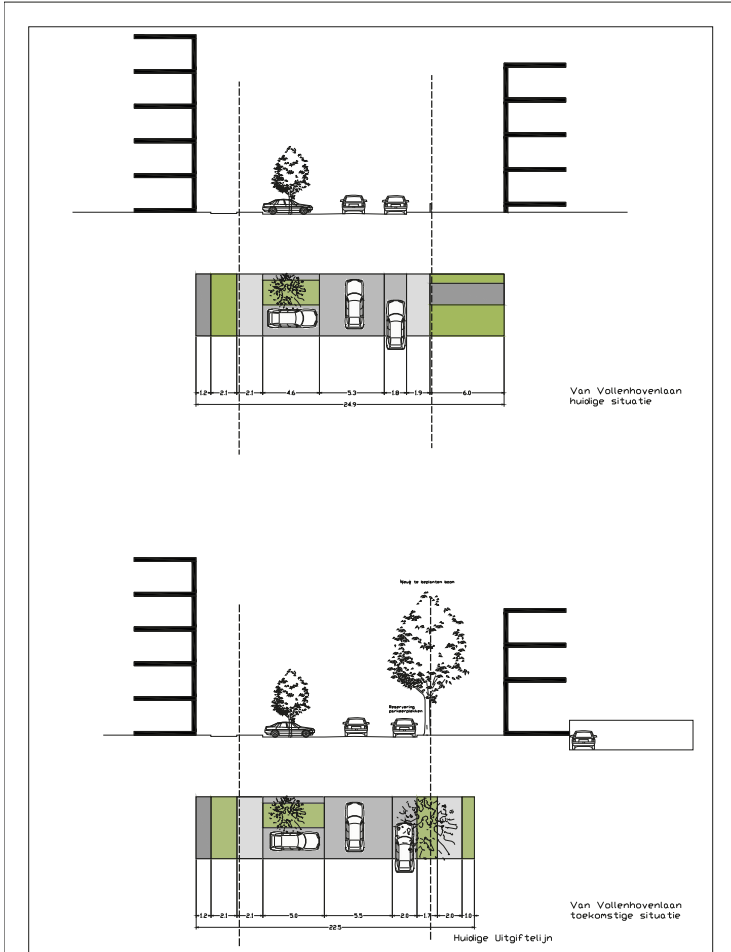 1.2 2.1 2.1 4.6 5.3 1.8 1.9 6.0
24.9
Van Vollenhovenlaan
huidige situatie
Nieuw te beplanten boom
Reservering
parkeerplekken
1.2 2.1 2.1 5.0 5.5 2.0 1.7 2.0 1.0
22.5
Van Vollenhovenlaan
toekomstige situatie
Huidige Uitgiftelijn